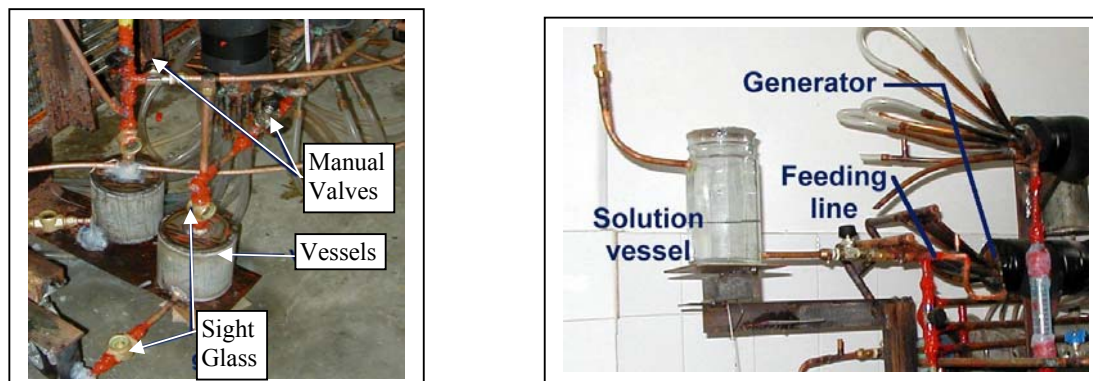 Manual
Valves
Vessels
Sight
Glass
Generator
Feeding
line
Solution
vessel